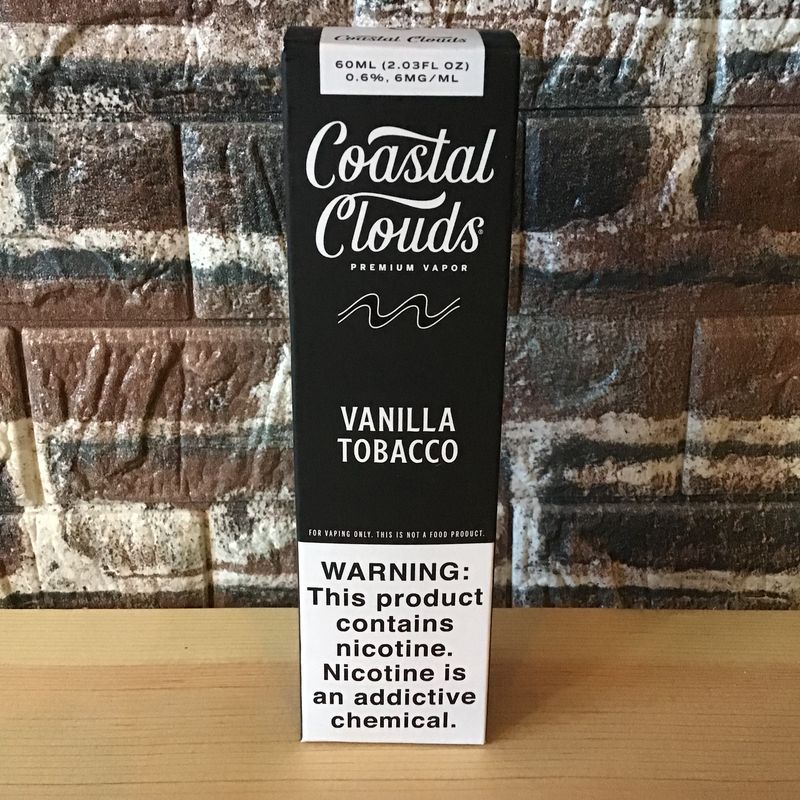 Coastal Clouds
60ML (2.03FL OZ)
0.6%, 6MG/ML
Coastal
Clouds®
PREMIUM VAPOR
VANILLA
TOBACCO
FOR VAPING ONLY. THIS IS NOT A FOOD PRODUCT.
WARNING:
This product
contains
nicotine.
Nicotine is
an addictive
chemical.